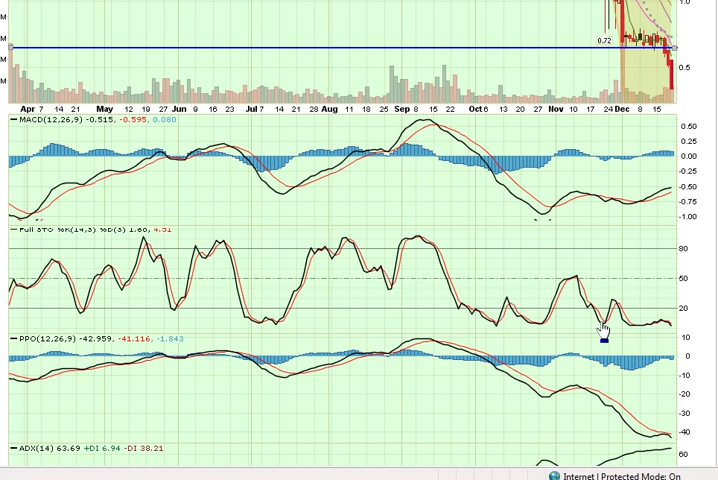 1.0
M
M
0.72
M
0.5
M
Apr 7 14 21 May 12 19 27 Jun 9 16 23 Jul 7 14 21 28 Aug 11 18 25 Sep 8 15 22 Oct 6 13 20 27 Nov 10 17 24 Dec 8 15
MACD(12,26,9) -0.515, -0.595, 0.080
0.50
0.25
0.00
-0.25
-0.50
-0.75
-1.00
Full STO %K(14,3) %D(3) 1.60, 4.51
80
50
20
PPO(12,26,9) -42.959, -41.116, -1.843
10
0
-10
-20
-30
-40
ADX(14) 63.69 +DI 6.94 -DI 38.21
60
Internet | Protected Mode: On